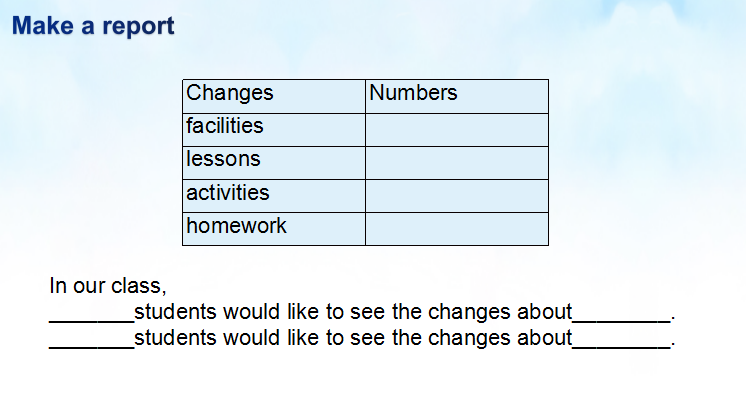 Make a report
Changes Numbers
facilities
lessons
activities
homework
In our class,
_______students would like to see the changes about________.
_______students would like to see the changes about________.